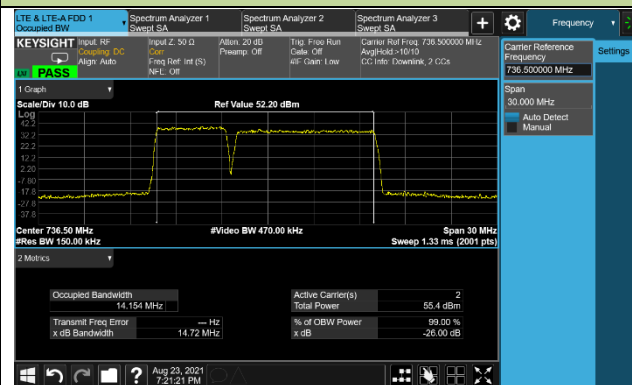 LTE & LTE-A FDD 1
Occupied BW
Spectrum Analyzer 1
Swept SA
Spectrum Analyzer 2
Swept SA
Spectrum Analyzer 3
Swept SA
+
Frequency
KEYSIGHT
Input: RF
Coupling: DC
Align: Auto
Input Z: 50 Ω
Corr
Freq Ref: Int (S)
NFE: Off
Atten: 20 dB
Preamp: Off
Trig: Free Run
Gate: Off
#IF Gain: Low
Carrier Ref Freq: 736.500000 MHz
Avg|Hold:>10/10
CC Info: Downlink, 2 CCs
PASS
Carrier Reference
Frequency
736.500000 MHz
Settings
Span
30.000 MHz
Auto Detect
Manual
1 Graph
Scale/Div 10.0 dB
Ref Value 52.20 dBm
Log
42.2
32.2
22.2
12.2
2.20
-7.80
-17.8
-27.8
-37.8
Center 736.50 MHz
#Video BW 470.00 kHz
Span 30 MHz
#Res BW 150.00 kHz
Sweep 1.33 ms (2001 pts)
2 Metrics
Occupied Bandwidth
14.154 MHz
Active Carrier(s) 2
Total Power 55.4 dBm
Transmit Freq Error --- Hz
x dB Bandwidth 14.72 MHz
% of OBW Power 99.00 %
x dB -26.00 dB
?
Aug 23, 2021
7:21:21 PM